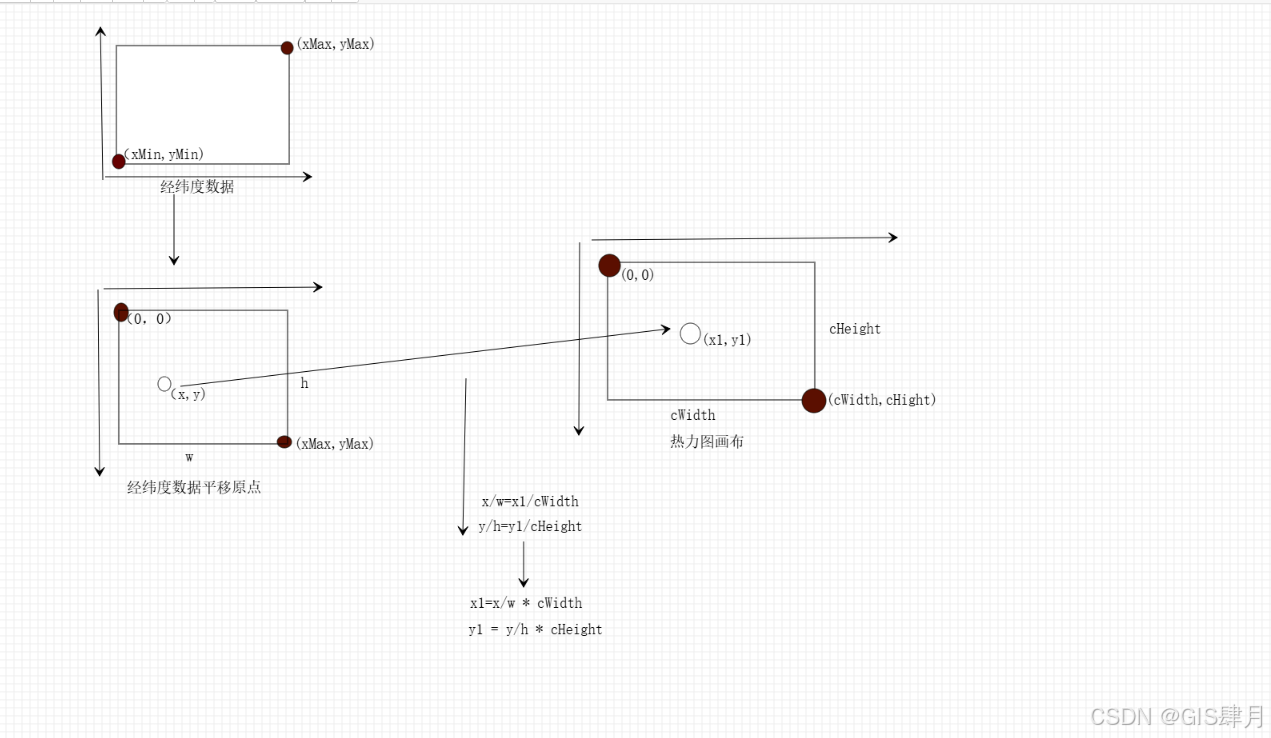 (xMax,yMax)
(xMin,yMin)
经纬度数据
(0, 0)
(x,y)
h
(xMax,yMax)
w
经纬度数据平移原点
(0,0)
(x1,y1)
cHeight
(cWidth,cHight)
cWidth
热力图画布
x/w=x1/cWidth
y/h=y1/cHeight
x1=x/w * cWidth
y1 = y/h * cHeight
CSDN @GIS肆月